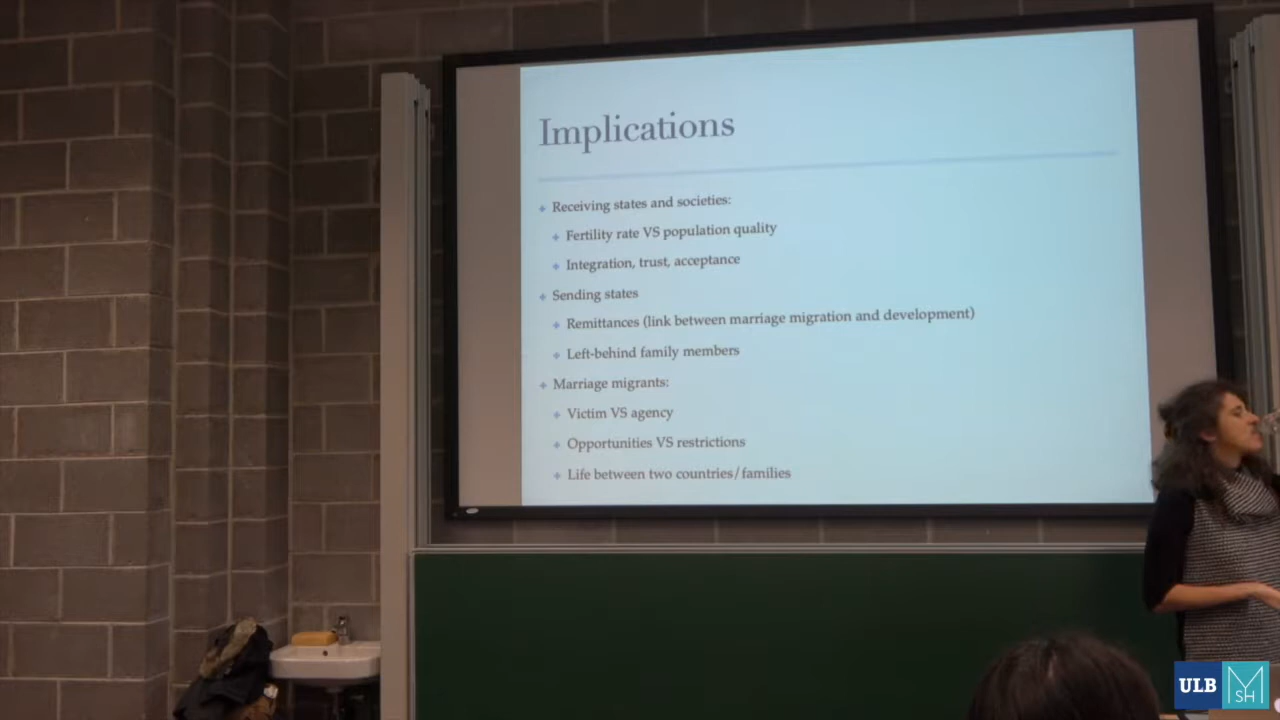 Implications
Receiving states and societies:
Fertility rate VS population quality
Integration, trust, acceptance
Sending states
Remittances (link between marriage migration and development)
Left-behind family members
Marriage migrants:
Victim VS agency
Opportunities VS restrictions
Life between two countries/families
ULB
MSH